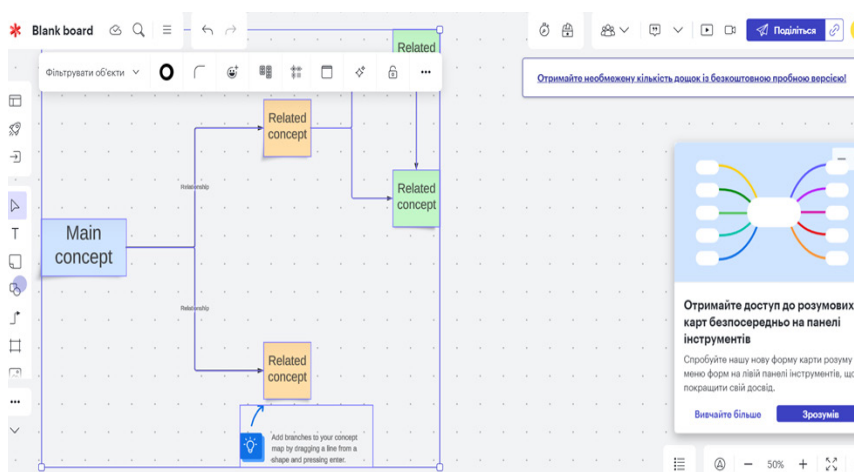 Blank board
Поділіться
Related
Фільтрувати об'єкти
Отримайте необмежену кількість дошок із безкоштовною пробною версією!
Related
concept
Relationship
Related
concept
Main
concept
Relationship
Related
concept
Add branches to your concept
map by dragging a line from a
shape and pressing enter.
Отримайте доступ до розумових
карт безпосередньо на панелі
інструментів
Спробуйте нашу нову форму карти розуму
меню форм на лівій панелі інструментів, що
покращити свій досвід.
Вивчайте більше
Зрозумів
50%